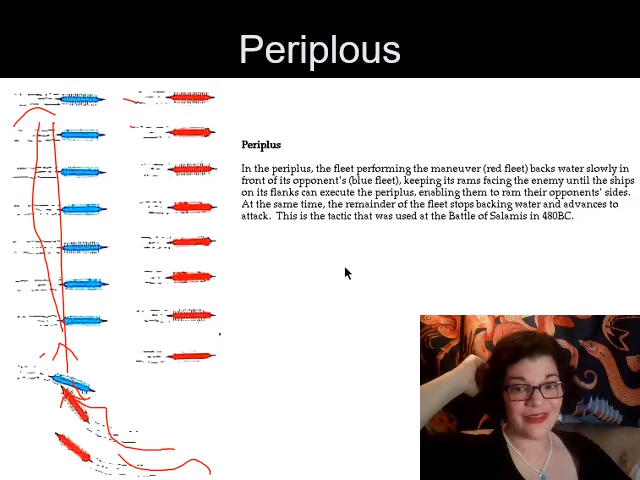 Periplous
Periplus
In the periplus, the fleet performing the maneuver (red fleet) backs water slowly in
front of its opponent's (blue fleet), keeping its rams facing the enemy until the ships
on its flanks can execute the periplus, enabling them to ram their opponents' sides.
At the same time, the remainder of the fleet stops backing water and advances to
attack. This is the tactic that was used at the Battle of Salamis in 480BC.